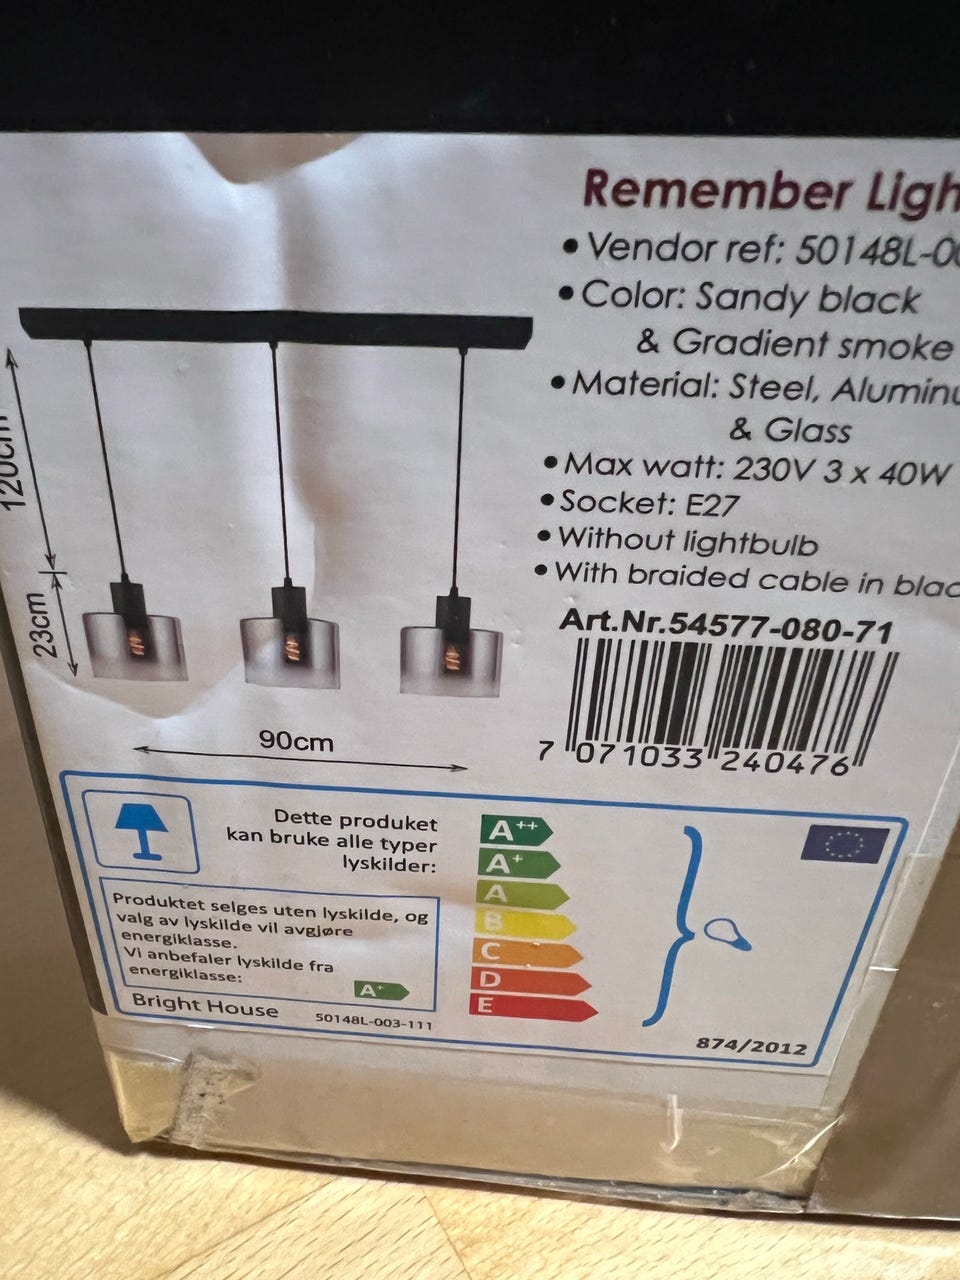 Remember Ligh
• Vendor ref: 50148L-00
• Color: Sandy black
& Gradient smoke
• Material: Steel, Aluminu
& Glass
• Max watt: 230V 3 x 40W
• Socket: E27
• Without lightbulb
• With braided cable in blac
Art.Nr.54577-080-71
7 071033 240476
120cm
23cm
90cm
Dette produket
kan bruke alle typer
lyskilder:
Produktet selges uten lyskilde, og
valg av lyskilde vil avgjøre
energiklasse.
Vi anbefaler lyskilde fra
energiklasse:
A+
Bright House
50148L-003-111
A++
A+
A
B
C
D
E
874/2012